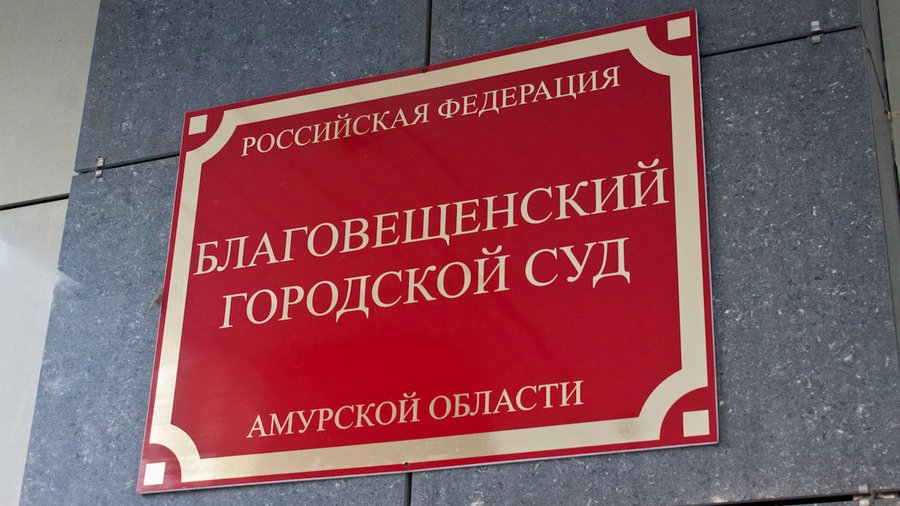 РОССИЙСКАЯ ФЕДЕРАЦИЯ
БЛАГОВЕЩЕНСКИЙ
ГОРОДСКОЙ СУД
АМУРСКОЙ ОБЛАСТИ